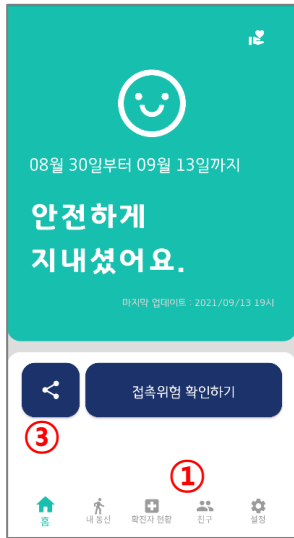 08월 30일부터 09월 13일까지
안전하게
지내셨어요.
마지막 업데이트 : 2021/09/13 19시
접촉위험 확인하기
③
①
홈 내 동선 확진자 현황 친구 설정